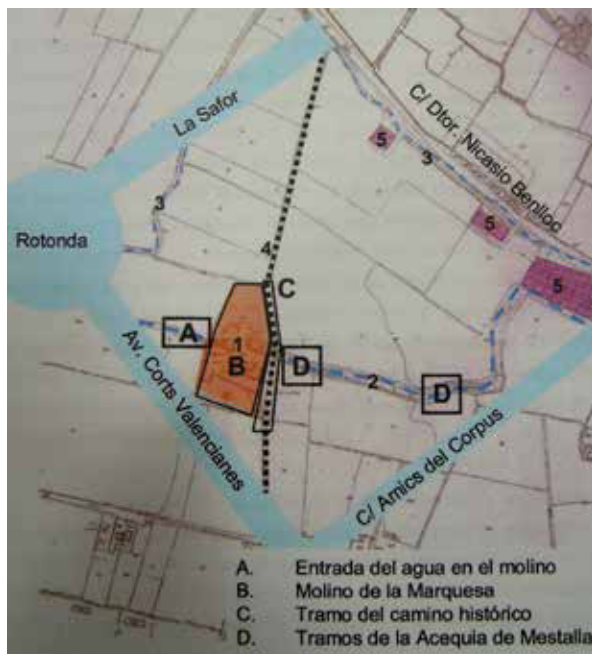 La Safor
C/ Dtor. Nicasio Benlloc
5
3
3
5
Rotonda
4
C
5
A
1
B
D
2
D
Av. Corts Valencianes
C/ Amics del Corpus
A. Entrada del agua en el molino
B. Molino de la Marquesa
C. Tramo del camino histórico
D. Tramos de la Acequia de Mestalla